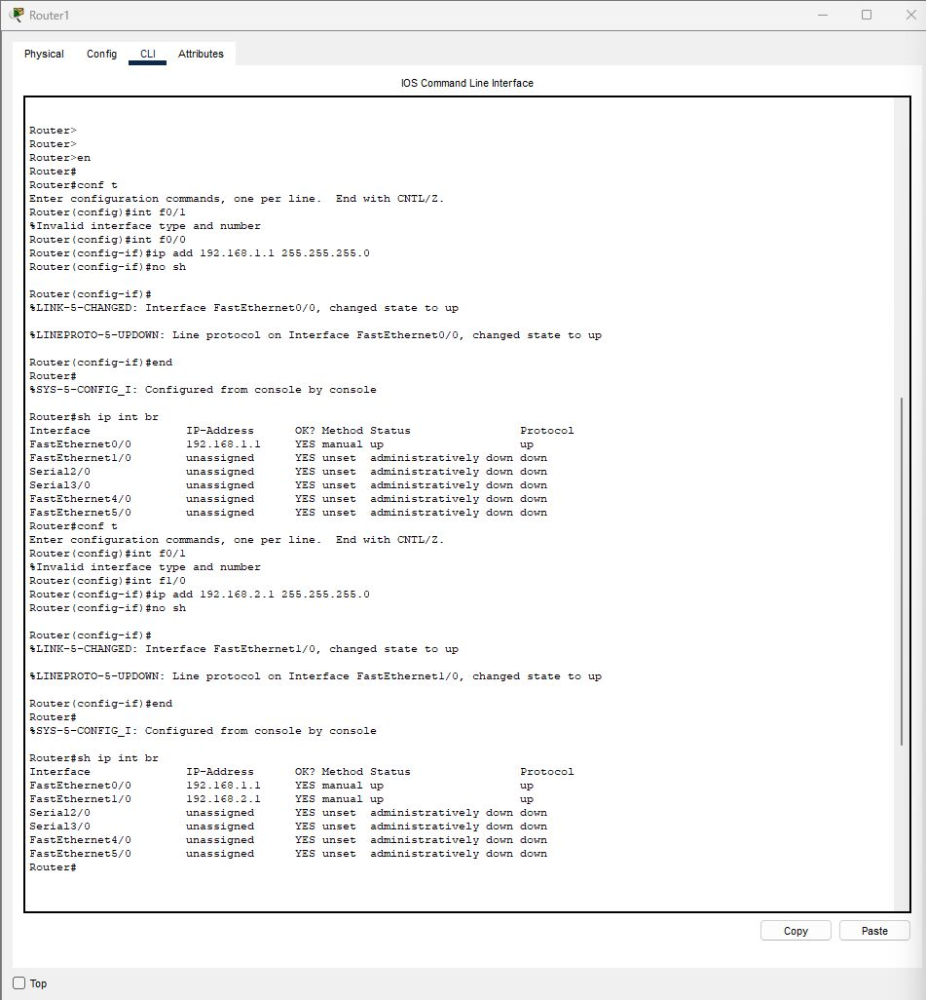 Router1
Physical Config CLI Attributes
IOS Command Line Interface
Router>
Router>
Router>en
Router#
Router#conf t
Enter configuration commands, one per line.  End with CNTL/Z.
Router(config)#int f0/1
%Invalid interface type and number
Router(config)#int f0/0
Router(config-if)#ip add 192.168.1.1 255.255.255.0
Router(config-if)#no sh
Router(config-if)#
%LINK-5-CHANGED: Interface FastEthernet0/0, changed state to up
%LINEPROTO-5-UPDOWN: Line protocol on Interface FastEthernet0/0, changed state to up
Router(config-if)#end
Router#
%SYS-5-CONFIG_I: Configured from console by console
Router#sh ip int br
Interface              IP-Address      OK? Method Status                Protocol
FastEthernet0/0        192.168.1.1     YES manual up                    up
FastEthernet1/0        unassigned      YES unset  administratively down down
Serial2/0              unassigned      YES unset  administratively down down
Serial3/0              unassigned      YES unset  administratively down down
FastEthernet4/0        unassigned      YES unset  administratively down down
FastEthernet5/0        unassigned      YES unset  administratively down down
Router#conf t
Enter configuration commands, one per line.  End with CNTL/Z.
Router(config)#int f0/1
%Invalid interface type and number
Router(config)#int f1/0
Router(config-if)#ip add 192.168.2.1 255.255.255.0
Router(config-if)#no sh
Router(config-if)#
%LINK-5-CHANGED: Interface FastEthernet1/0, changed state to up
%LINEPROTO-5-UPDOWN: Line protocol on Interface FastEthernet1/0, changed state to up
Router(config-if)#end
Router#
%SYS-5-CONFIG_I: Configured from console by console
Router#sh ip int br
Interface              IP-Address      OK? Method Status                Protocol
FastEthernet0/0        192.168.1.1     YES manual up                    up
FastEthernet1/0        192.168.2.1     YES manual up                    up
Serial2/0              unassigned      YES unset  administratively down down
Serial3/0              unassigned      YES unset  administratively down down
FastEthernet4/0        unassigned      YES unset  administratively down down
FastEthernet5/0        unassigned      YES unset  administratively down down
Router#
Copy Paste
Top